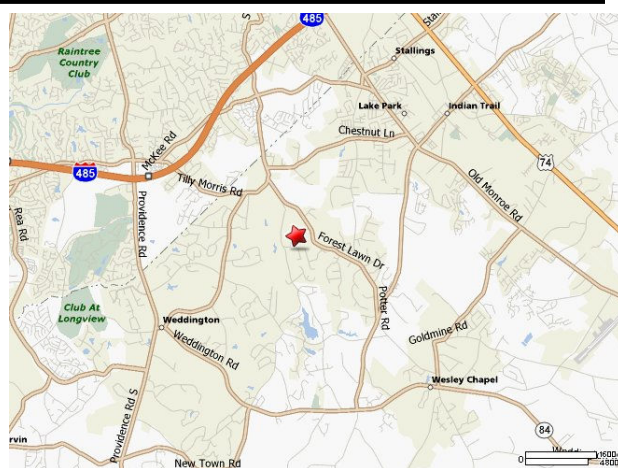 485
Raintree
Country
Club
Stallings
Lake Park
Indian Trail
Chestnut Ln
McKee Rd
74
485
Tilly Morris Rd
Old Monroe Rd
Rea Rd
Providence Rd
Forest Lawn Dr
Club At
Longview
Weddington
Potter Rd
Weddington Rd
Goldmine Rd
Wesley Chapel
Providence Rd S
84
New Town Rd
0